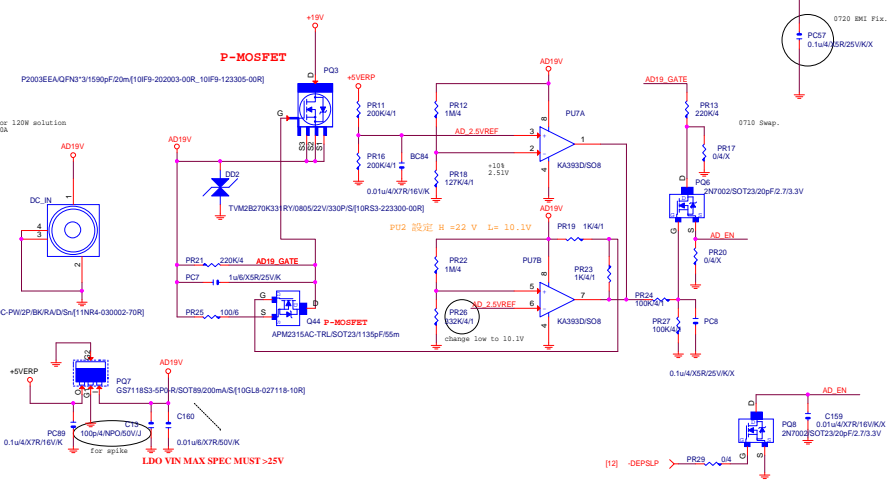 0720 EMI Fix.
PC57
0.1u/4/X5R/25V/K/X
+19V
P-MOSFET
PQ3
P2003EEA/QFN3*3/1590pF/20m/[10IF9-202003-00R_10IF9-123305-00R]
D
G
S3
S2
S1
or 120W solution
0A
+5VERP
AD19V
AD19_GATE
PR11
200K/4/1
PR12
1M/4
PU7A
PR13
220K/4
0710 Swap.
AD_2.5VREF
3
+
2
-
8
1
4
KA393D/SO8
PR16
200K/4/1
BC84
0.01u/4/X7R/16V/K
PR18
127K/4/1
+10%
2.51V
PR17
0/4/X
PQ6
2N7002/SOT23/20pF/2.7/3.3V
D
G
S
AD19V
DC_IN
1
4
3
2
AD19V
DD2
TVM2B270K331RY/0805/22V/330P/S/[10RS3-223300-00R]
PU2 設定 H =22 V L= 10.1V
AD19V
PR19 1K/4/1
AD_EN
PR20
0/4/X
PR21 220K/4
AD19_GATE
PC7 1u/6/X5R/25V/K
PR25 100/6
G
S
D
Q44
P-MOSFET
APM2315AC-TRL/SOT23/1135pF/55m
PR22
1M/4
PU7B
PR23
1K/4/1
AD_2.5VREF
5
+
6
-
8
7
4
KA393D/SO8
PR26
332K/4/1
change low to 10.1V
PR24
100K/4/1
PR27
100K/4/1
PC8
0.1u/4/X5R/25V/K/X
C-PW/2P/BK/RA/D/Sn/[11NR4-030002-70R]
G2
+5VERP
AD19V
PQ7
GS7118S3-5P0-R/SOT89/200mA/S/[10GL8-027118-10R]
O
G
I
PC89
0.1u/4/X7R/16V/K
C13
100p/4/NPO/50V/J
for spike
C160
0.01u/6/X7R/50V/K
LDO VIN MAX SPEC MUST >25V
AD_EN
D
G
S
PQ8
2N7002/SOT23/20pF/2.7/3.3V
C159
0.01u/4/X7R/16V/K/X
[12] -DEPSLP
PR29 0/4